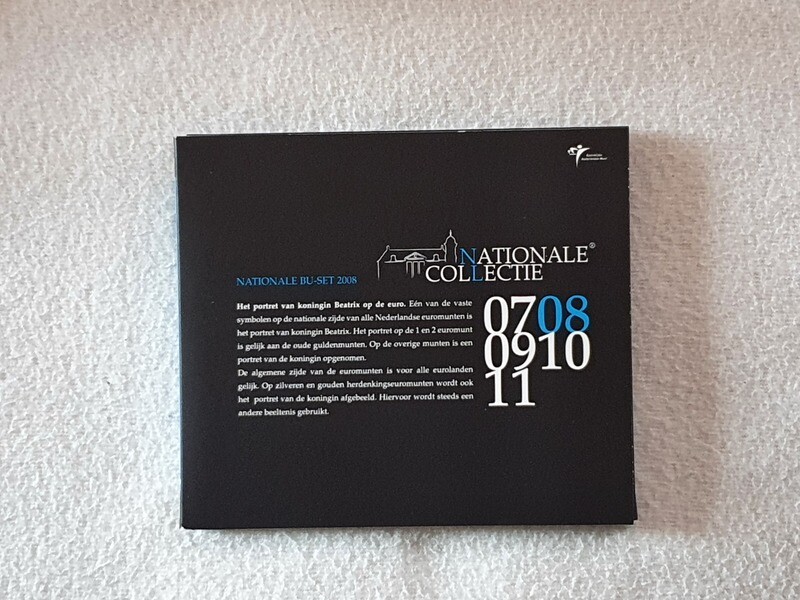 NATIONALE®
COLLECTIE
NATIONALE BU-SET 2008
Het portret van koningin Beatrix op de euro. Eén van de vaste
symbolen op de nationale zijde van alle Nederlandse euromunten is
het portret van koningin Beatrix. Het portret op de 1 en 2 euromunt
is gelijk aan de oude guldenmunten. Op de overige munten is een
portret van de koningin opgenomen.
De algemene zijde van de euromunten is voor alle eurolanden
gelijk. Op zilveren en gouden herdenkingseuromunten wordt ook
het portret van de koningin afgebeeld. Hiervoor wordt steeds een
andere beeltenis gebruikt.
0708
0910
11